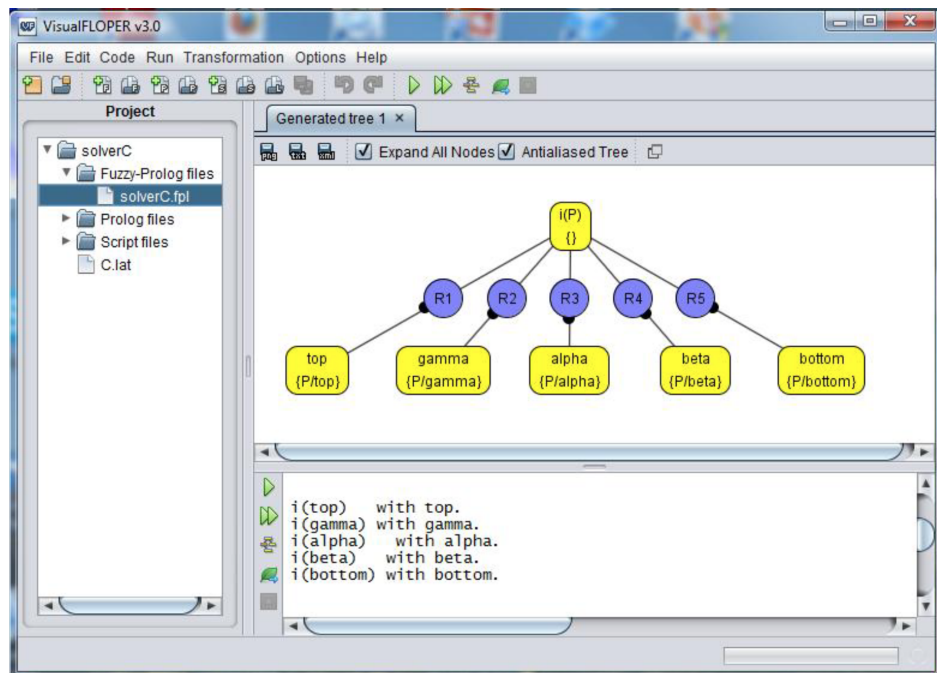 VisualFLOPER v3.0
File Edit Code Run Transformation Options Help
Project
Generated tree 1 ×
png txt xml Expand All Nodes Antialiased Tree
solverC
Fuzzy-Prolog files
solverC.fpl
Prolog files
Script files
C.lat
i(P)
{}
R1 R2 R3 R4 R5
top gamma alpha beta bottom
{P/top} {P/gamma} {P/alpha} {P/beta} {P/bottom}
i(top) with top.
i(gamma) with gamma.
i(alpha) with alpha.
i(beta) with beta.
i(bottom) with bottom.